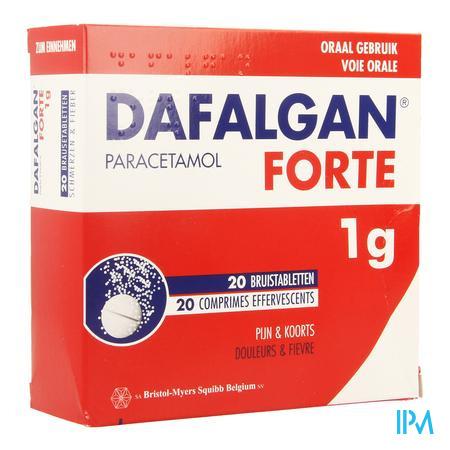 ZUM EINNEHMEN
DAFALGAN
FORTE
1g
20 BRAUSETABLETTEN
SCHMERZEN & FIEBER
ORAAL GEBRUIK
VOIE ORALE
DAFALGAN®
PARACETAMOL
FORTE
1g
20 BRUISTABLETTEN
20 COMPRIMES EFFERVESCENTS
PIJN & KOORTS
DOULEURS & FIEVRE
SA Bristol-Myers Squibb Belgium NV
IPM